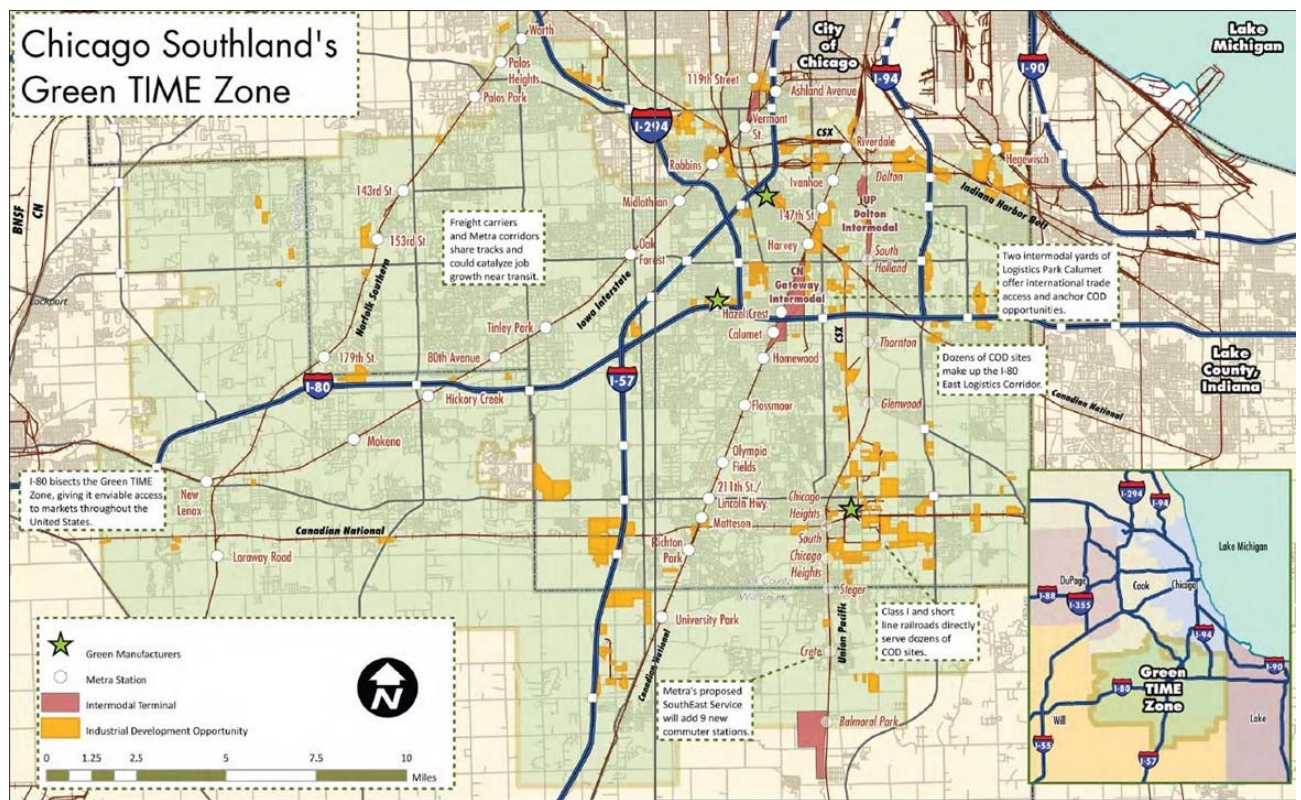 Chicago Southland's
Green TIME Zone
Worth
Palos
Heights
Palos Park
City
of
Chicago
Lake
Michigan
I-94
I-90
119th Street
Ashland Avenue
I-294
Vermont
St.
CSX
Riverdale
Hegewisch
Robbins
Dolton
Ivanhoe
Indiana Harbor Belt
BNSF
CN
143rd St.
Midlothian
UP
Dolton
Intermodal
147th St.
153rd St.
Freight carriers
and Metra corridors
share tracks and
could catalyze job
growth near transit.
Oak
Forest
Harvey
South
Holland
Two intermodal yards of
Logistics Park Calumet
offer international trade
access and anchor COD
opportunities.
CN
Gateway
Intermodal
Lockport
Norfolk Southern
Iowa Interstate
Hazel Crest
Tinley Park
Calumet
CSX
Thornton
179th St.
80th Avenue
Homewood
Dozens of COD sites
make up the I-80
East Logistics Corridor.
Lake
County,
Indiana
I-80
I-57
Hickory Creek
Flossmoor
Glenwood
Canadian National
Mokena
Olympia
Fields
I-80 bisects the Green TIME
Zone, giving it enviable access
to markets throughout the
United States.
New
Lenox
211th St./
Lincoln Hwy.
Chicago
Heights
Canadian National
Matteson
South
Chicago
Heights
Laraway Road
Richton
Park
Cook County
Will County
Steger
University Park
Class I and short
line railroads directly
serve dozens of
COD sites.
Canadian National
Union Pacific
Crete
Metra's proposed
SouthEast Service
will add 9 new
commuter stations.
Balmoral Park
Green Manufacturers
Metra Station
Intermodal Terminal
Industrial Development Opportunity
N
0 1.25 2.5 5 7.5 10
Miles
I-294
I-94
Lake Michigan
DuPage
Cook
Chicago
I-88
I-355
I-94
I-90
Green
TIME
Zone
I-80
Will
Lake
I-55
I-57